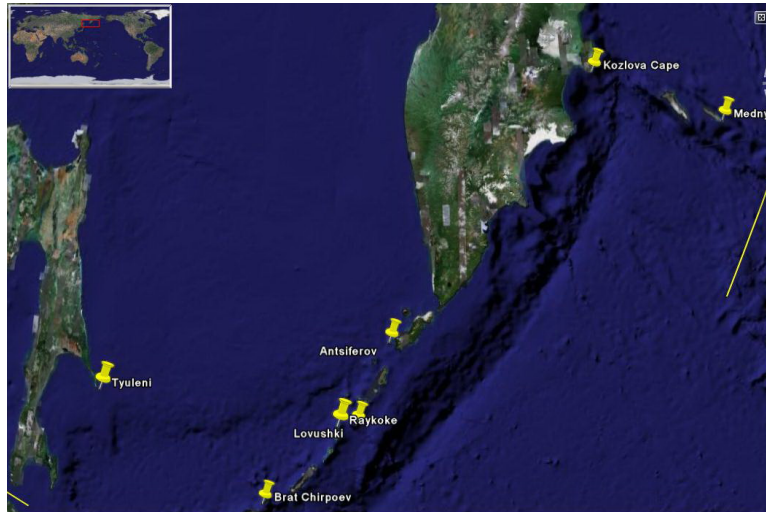 Kozlova Cape
Medny
Antsiferov
Tyuleni
Raykoke
Lovushki
Brat Chirpoev